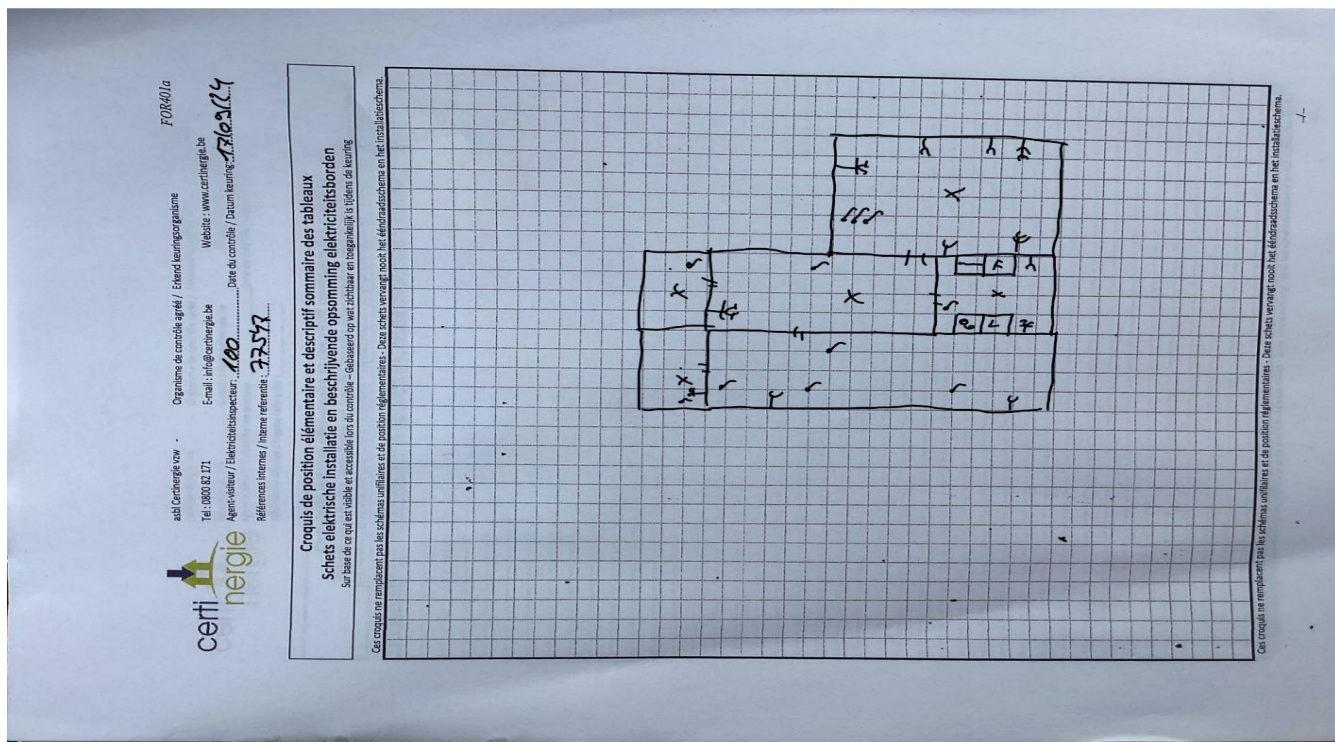 certinergie
asbl Certinergie vzw - Organisme de contrôle agréé / Erkend keuringsorganisme FOR401a
Tel : 0800 82 171 E-mail : info@certinergie.be Website : www.certinergie.be
Agent-visiteur / Elektriciteitsinspecteur: 100 Date du contrôle / Datum keuring: 17/09/24
Références internes / Interne referentie : 77547
Croquis de position élémentaire et descriptif sommaire des tableaux
Schets elektrische installatie en beschrijvende opsomming elektriciteitsborden
Sur base de ce qui est visible et accessible lors du contrôle – Gebaseerd op wat zichtbaar en toegankelijk is tijdens de keuring
Ces croquis ne remplacent pas les schémas unifilaires et de position réglementaires - Deze schets vervangt nooit het ééndraadsschema en het installatieschema.
F
L
Ces croquis ne remplacent pas les schémas unifilaires et de position réglementaires - Deze schets vervangt nooit het ééndraadsschema en het installatieschema.
-/-